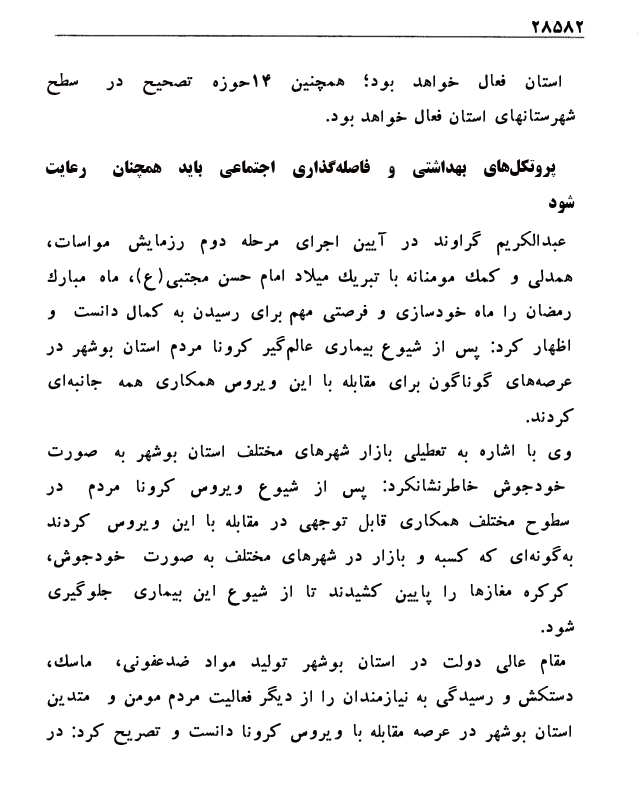 ۲۸۵۸۲
استان فعال خواهد بود؛ همچنین ۱۴حوزه تصحیح در سطح
شهرستانهای استان فعال خواهد بود.
پروتکل‌های بهداشتی و فاصله‌گذاری اجتماعی باید همچنان رعایت
شود
عبدالکریم گراوند در آیین اجرای مرحله دوم رزمایش مواسات،
همدلی و کمك مومنانه با تبریك میلاد امام حسن مجتبی(ع)، ماه مبارك
رمضان را ماه خودسازی و فرصتی مهم برای رسیدن به کمال دانست و
اظهار کرد: پس از شیوع بیماری عالم‌گیر کرونا مردم استان بوشهر در
عرصه‌های گوناگون برای مقابله با این ویروس همکاری همه جانبه‌ای
کردند.
وی با اشاره به تعطیلی بازار شهرهای مختلف استان بوشهر به صورت
خودجوش خاطرنشانکرد: پس از شیوع ویروس کرونا مردم در
سطوح مختلف همکاری قابل توجهی در مقابله با این ویروس کردند
به‌گونه‌ای که کسبه و بازار در شهرهای مختلف به صورت خودجوش،
کرکره مغازها را پایین کشیدند تا از شیوع این بیماری جلوگیری
شود.
مقام عالی دولت در استان بوشهر تولید مواد ضدعفونی، ماسك،
دستکش و رسیدگی به نیازمندان را از دیگر فعالیت مردم مومن و متدین
استان بوشهر در عرصه مقابله با ویروس کرونا دانست و تصریح کرد: در